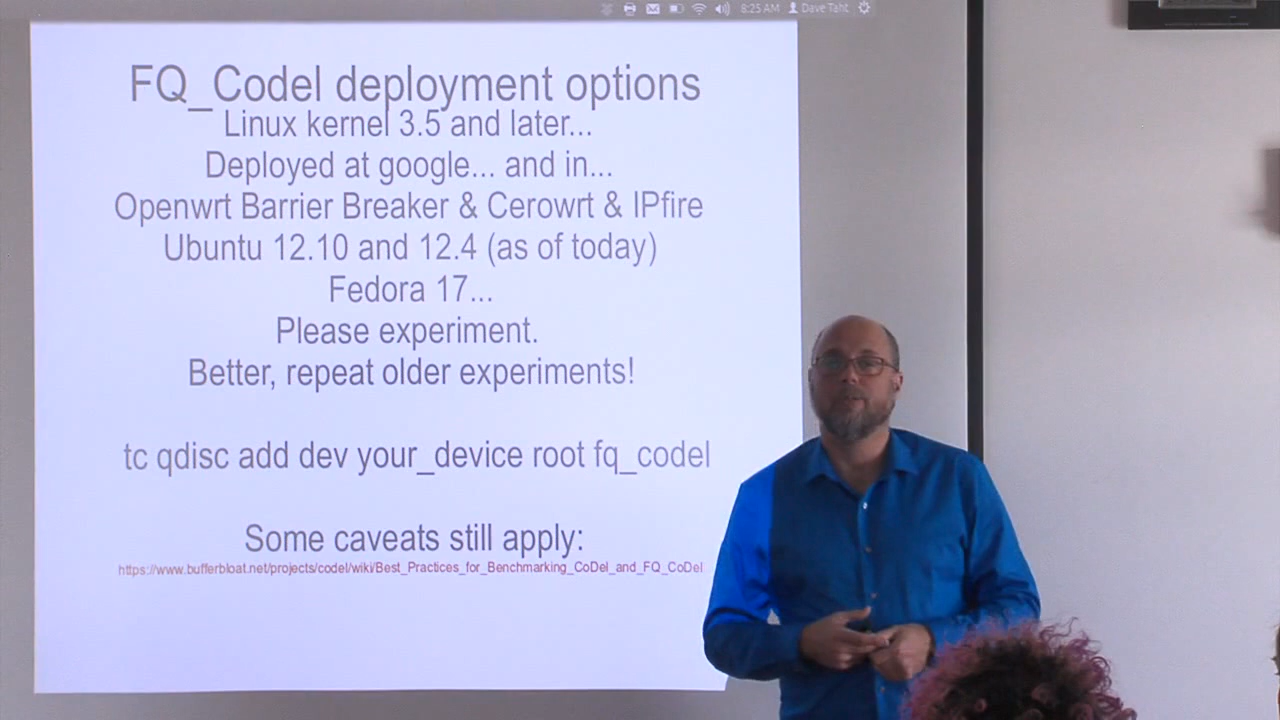 8:25 AM Dave Taht
FQ_Codel deployment options
Linux kernel 3.5 and later...
Deployed at google... and in...
Openwrt Barrier Breaker & Cerowrt & IPfire
Ubuntu 12.10 and 12.4 (as of today)
Fedora 17...
Please experiment.
Better, repeat older experiments!
tc qdisc add dev your_device root fq_codel
Some caveats still apply:
https://www.bufferbloat.net/projects/codel/wiki/Best_Practices_for_Benchmarking_CoDel_and_FQ_CoDel